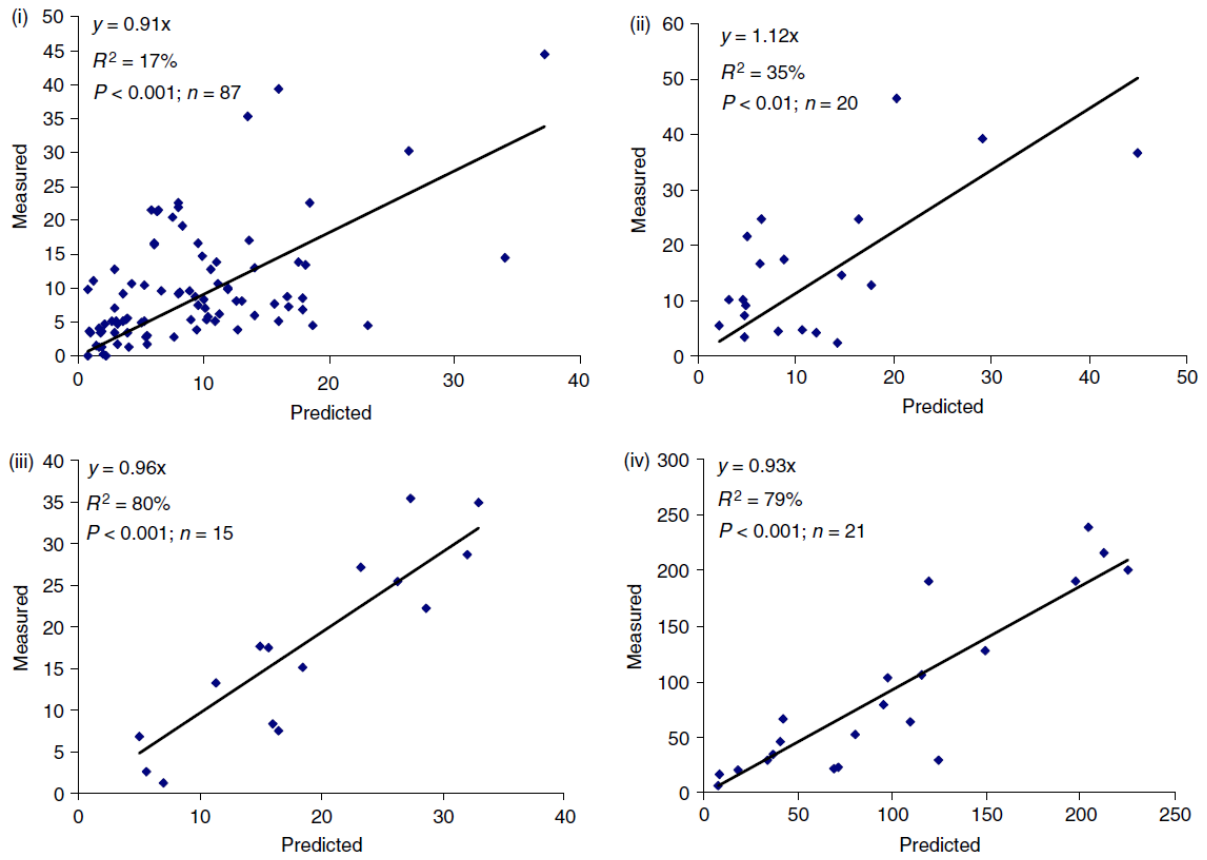 (i)
y = 0.91x
R² = 17%
P < 0.001; n = 87
Measured
50
45
40
35
30
25
20
15
10
5
0
0 10 20 30 40
Predicted
(ii)
y = 1.12x
R² = 35%
P < 0.01; n = 20
Measured
60
50
40
30
20
10
0
0 10 20 30 40 50
Predicted
(iii)
y = 0.96x
R² = 80%
P < 0.001; n = 15
Measured
40
35
30
25
20
15
10
5
0
0 10 20 30 40
Predicted
(iv)
y = 0.93x
R² = 79%
P < 0.001; n = 21
Measured
300
250
200
150
100
50
0
0 50 100 150 200 250
Predicted